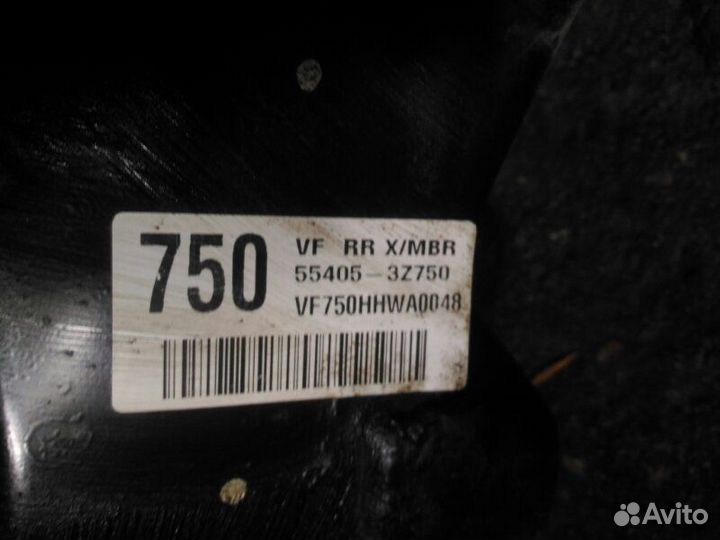 750
VF RR X/MBR
55405-3Z750
VF750HHWA0048
Avito